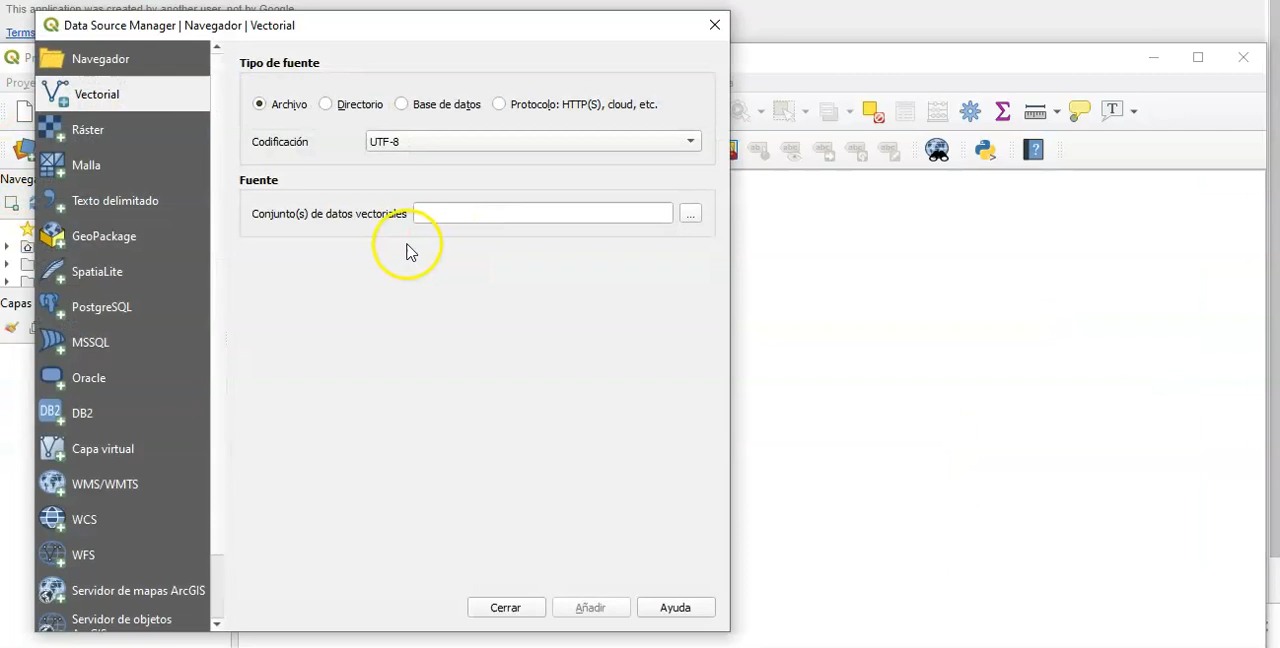 This application was created by another user, not by Google.
Terms
Data Source Manager | Navegador | Vectorial
Proye
Naveg
Capas
Navegador
Vectorial
Ráster
Malla
Texto delimitado
GeoPackage
SpatiaLite
PostgreSQL
MSSQL
Oracle
DB2
DB2
Capa virtual
WMS/WMTS
WCS
WFS
Servidor de mapas ArcGIS
Servidor de objetos
Tipo de fuente
Archivo Directorio Base de datos Protocolo: HTTP(S), cloud, etc.
Codificación UTF-8
Fuente
Conjunto(s) de datos vectoriales ...
Cerrar Añadir Ayuda